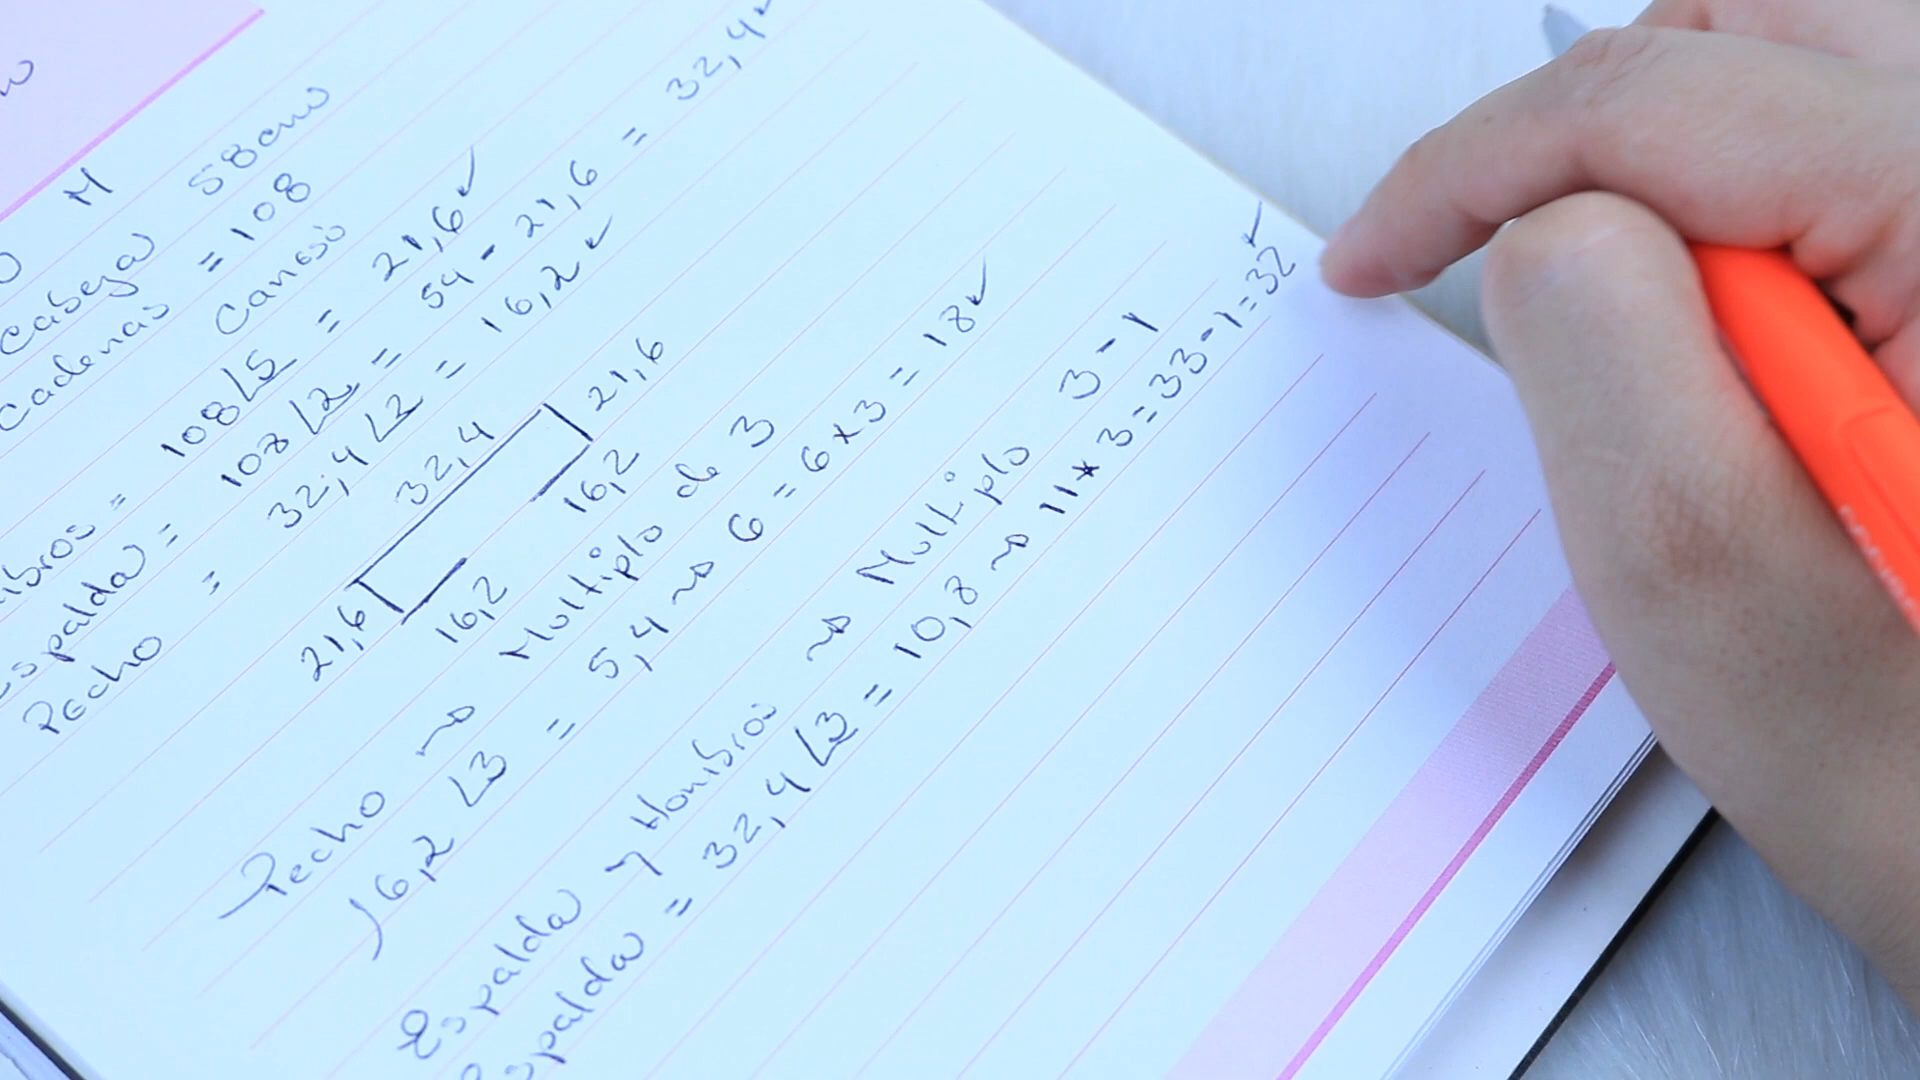 M
Cabeza 58cm
Cadenas = 108
Canesú
= 108∠5 = 21,6 ✓
Espalda = 108∠2 = 54 - 21,6 = 32,4 ✓
Pecho = 32,4∠2 = 16,2 ✓
32,4
21,6
21,6
16,2
16,2
Pecho → Multiplo de 3
16,2 ∠3 = 5,4 → 6 = 6x3 = 18 ✓
Espalda y Hombros → Multiplo 3 - 1
Espalda = 32,4∠3 = 10,8 → 11*3=33-1=32 ✓